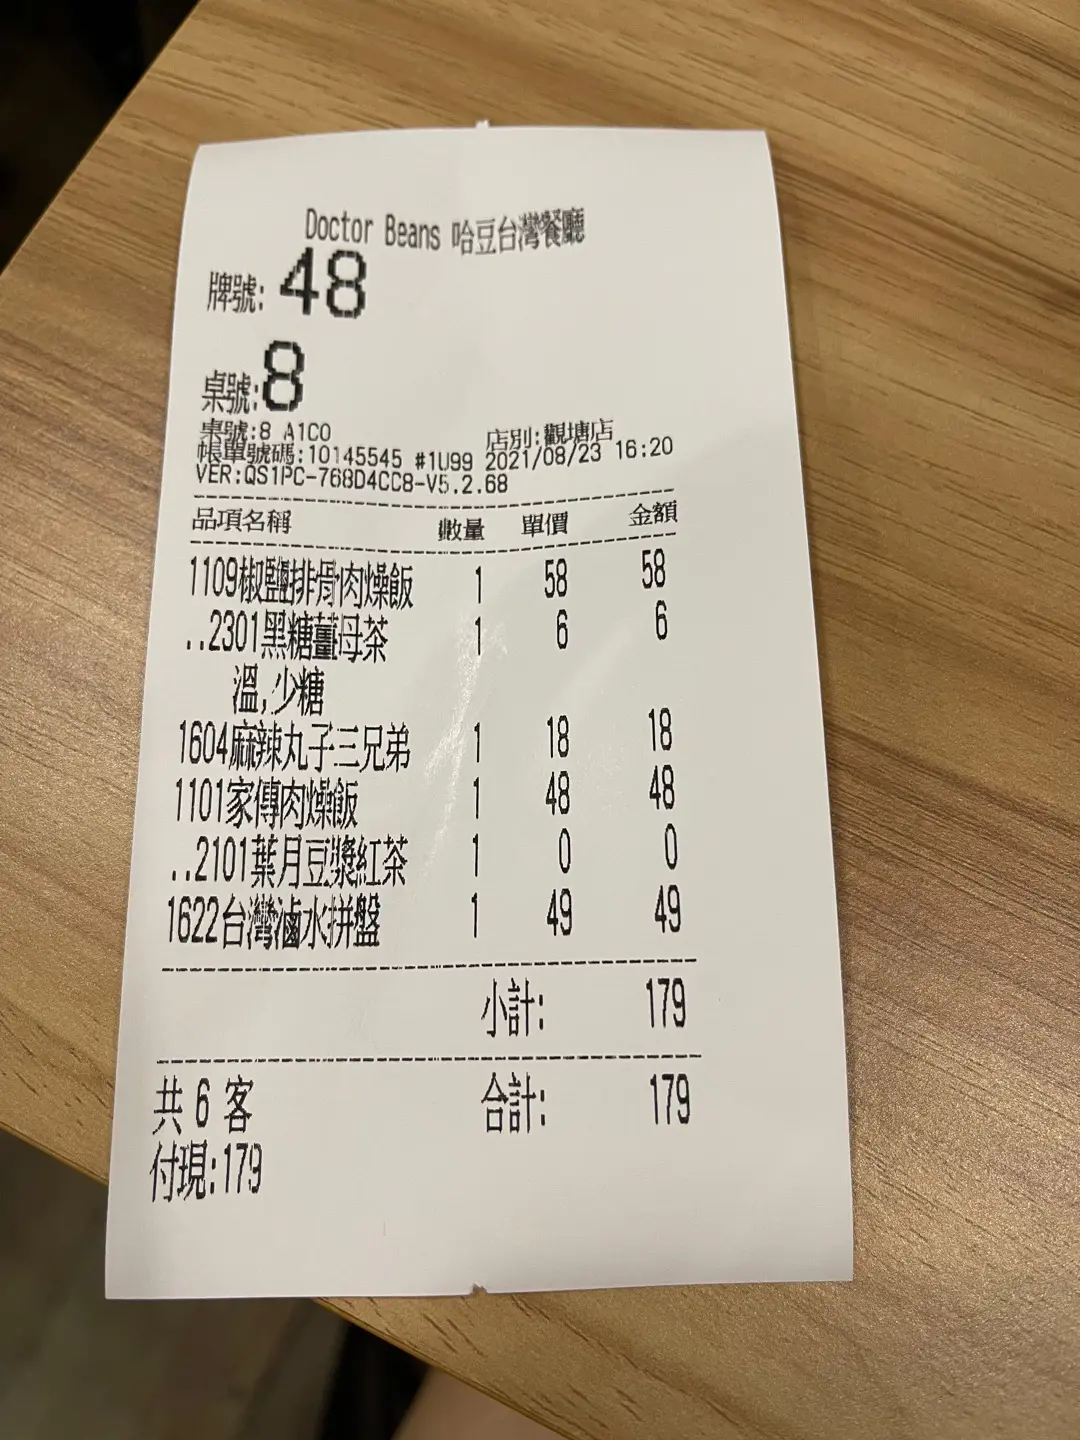 Doctor Beans 哈豆台灣餐廳
牌號: 48
桌號:8
桌號:8 A1C0 店別:觀塘店
帳單號碼:10145545 #1U99 2021/08/23 16:20
VER:QS1PC-768D4CC8-V5.2.68
品項名稱 數量 單價 金額
1109椒鹽排骨肉燥飯 1 58 58
..2301黑糖薑母茶 1 6 6
溫,少糖
1604麻辣丸子三兄弟 1 18 18
1101家傳肉燥飯 1 48 48
..2101葉月豆漿紅茶 1 0 0
1622台灣滷水拼盤 1 49 49
小計: 179
共 6 客 合計: 179
付現:179